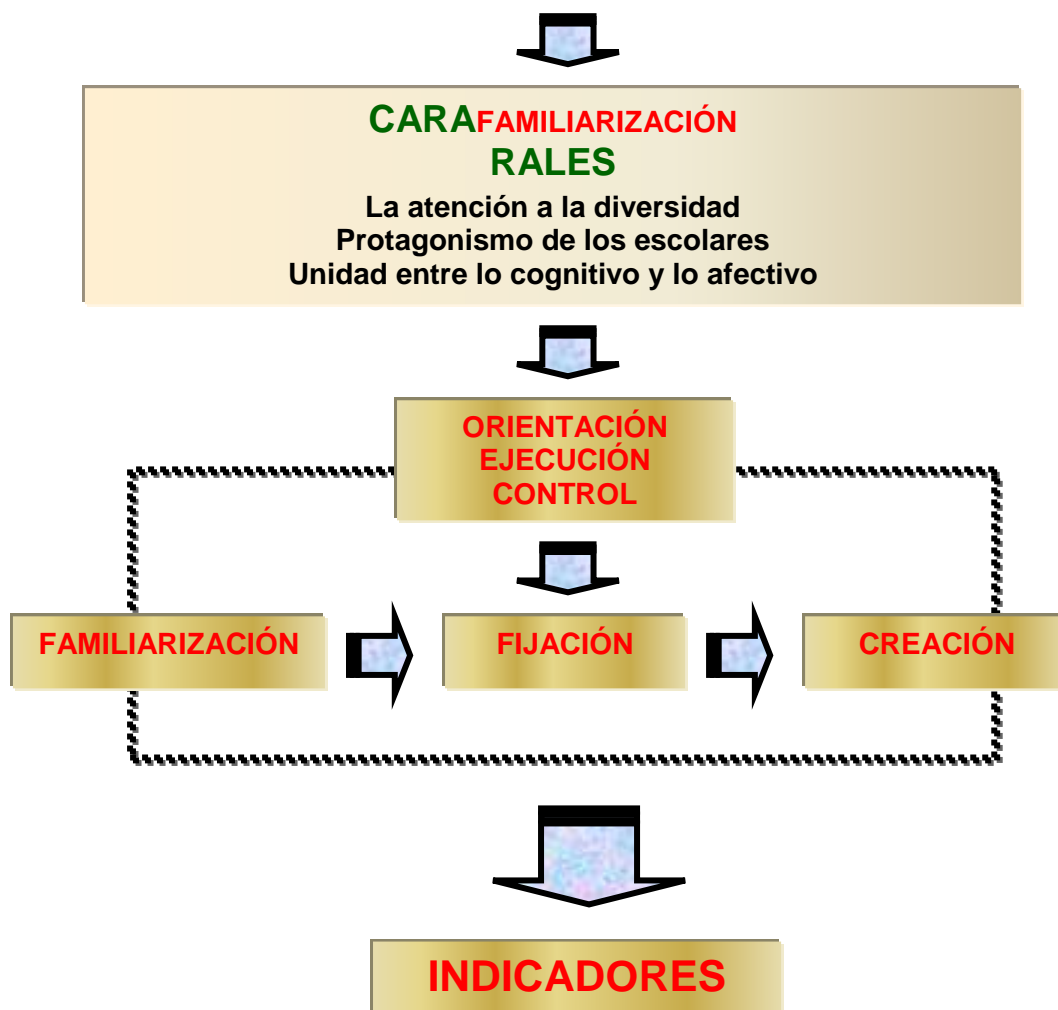 CARAFAMILIARIZACIÓN
RALES
La atención a la diversidad
Protagonismo de los escolares
Unidad entre lo cognitivo y lo afectivo
ORIENTACIÓN
EJECUCIÓN
CONTROL
FAMILIARIZACIÓN
FIJACIÓN
CREACIÓN
INDICADORES